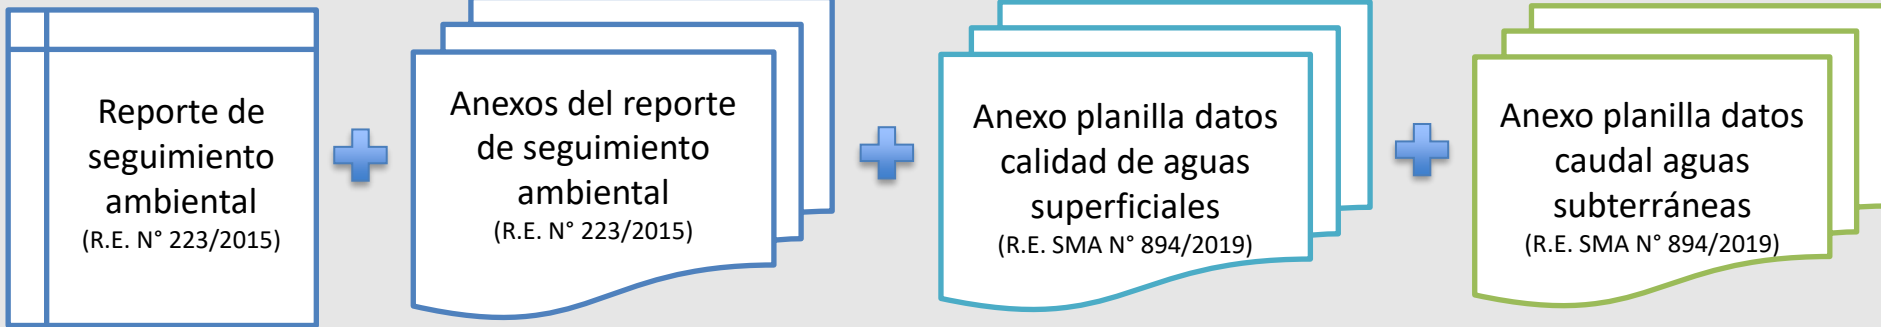 Reporte de
seguimiento
ambiental
(R.E. N° 223/2015)
Anexos del reporte
de seguimiento
ambiental
(R.E. N° 223/2015)
Anexo planilla datos
calidad de aguas
superficiales
(R.E. SMA N° 894/2019)
Anexo planilla datos
caudal aguas
subterráneas
(R.E. SMA N° 894/2019)